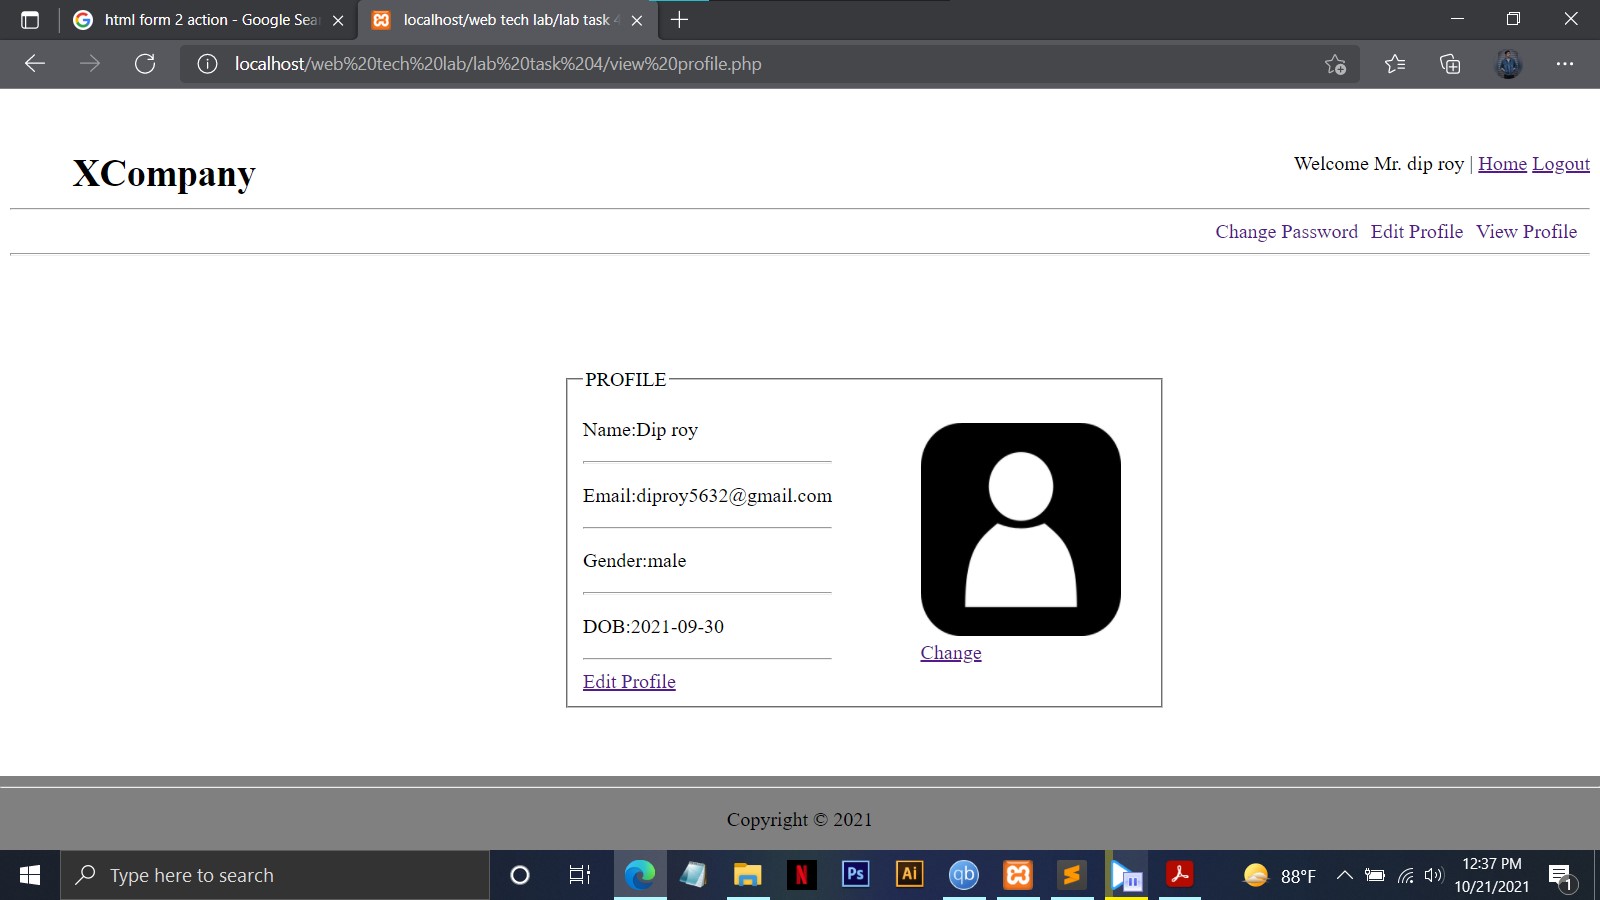 html form 2 action - Google Sea
localhost/web tech lab/lab task 4
localhost/web%20tech%20lab/lab%20task%204/view%20profile.php
XCompany
Welcome Mr. dip roy | Home Logout
Change Password Edit Profile View Profile
PROFILE
Name:Dip roy
Email:diproy5632@gmail.com
Gender:male
DOB:2021-09-30
Edit Profile
Change
Copyright © 2021
Type here to search
N
Ps
Ai
qb
88°F
12:37 PM
10/21/2021
1